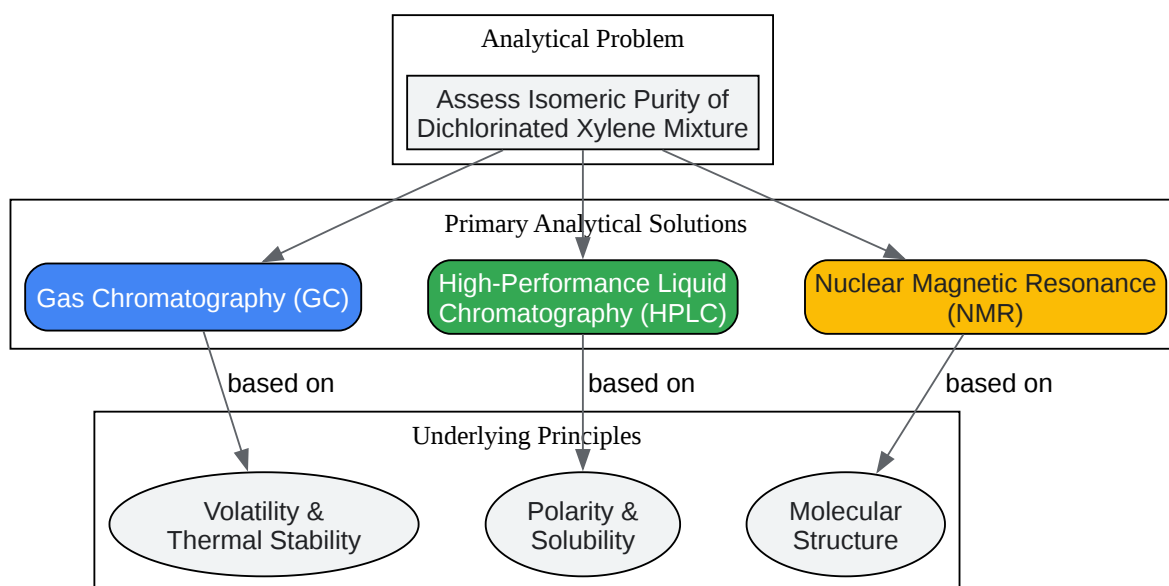 Analytical Problem
Assess Isomeric Purity of
Dichlorinated Xylene Mixture
Primary Analytical Solutions
Gas Chromatography (GC)
High-Performance Liquid
Chromatography (HPLC)
Nuclear Magnetic Resonance
(NMR)
based on
based on
based on
Underlying Principles
Volatility &
Thermal Stability
Polarity &
Solubility
Molecular
Structure